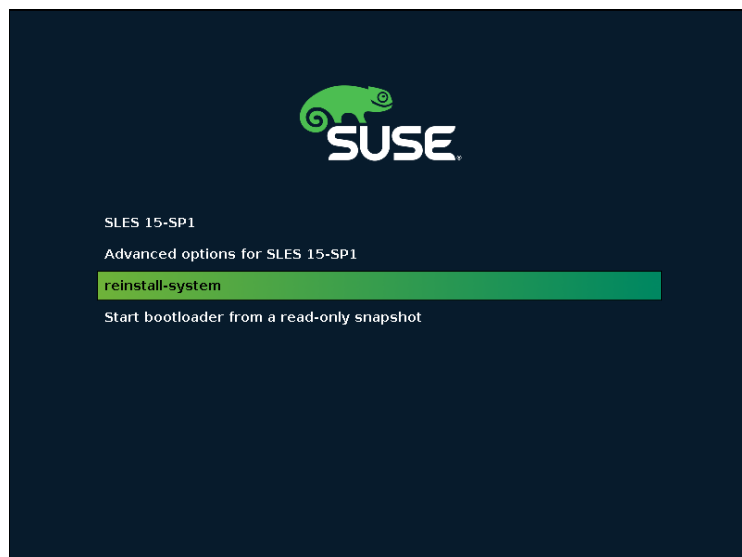 SUSE®
SLES 15-SP1
Advanced options for SLES 15-SP1
reinstall-system
Start bootloader from a read-only snapshot